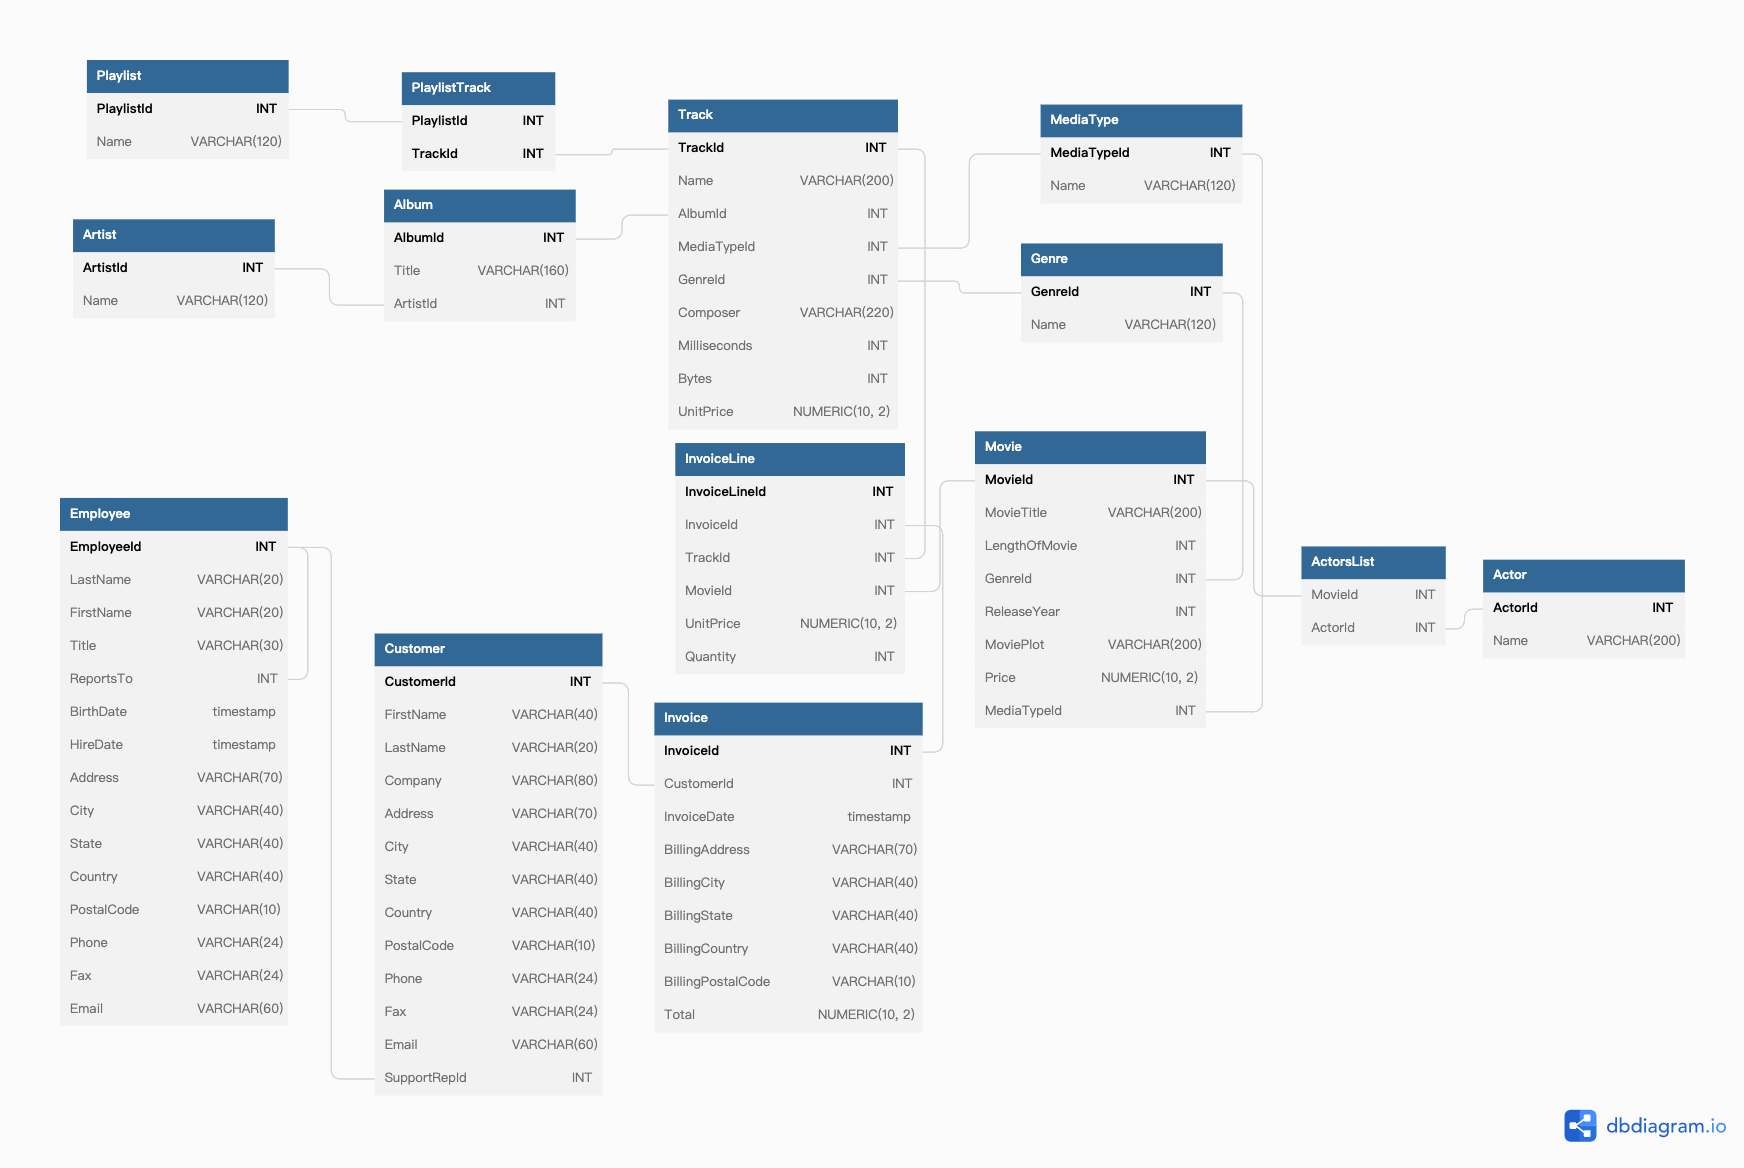 Playlist
PlaylistId INT
Name VARCHAR(120)
PlaylistTrack
PlaylistId INT
TrackId INT
Track
TrackId INT
Name VARCHAR(200)
AlbumId INT
MediaTypeId INT
GenreId INT
Composer VARCHAR(220)
Milliseconds INT
Bytes INT
UnitPrice NUMERIC(10, 2)
MediaType
MediaTypeId INT
Name VARCHAR(120)
Artist
ArtistId INT
Name VARCHAR(120)
Album
AlbumId INT
Title VARCHAR(160)
ArtistId INT
Genre
GenreId INT
Name VARCHAR(120)
InvoiceLine
InvoiceLineId INT
InvoiceId INT
TrackId INT
MovieId INT
UnitPrice NUMERIC(10, 2)
Quantity INT
Movie
MovieId INT
MovieTitle VARCHAR(200)
LengthOfMovie INT
GenreId INT
ReleaseYear INT
MoviePlot VARCHAR(200)
Price NUMERIC(10, 2)
MediaTypeId INT
ActorsList
MovieId INT
ActorId INT
Actor
ActorId INT
Name VARCHAR(200)
Employee
EmployeeId INT
LastName VARCHAR(20)
FirstName VARCHAR(20)
Title VARCHAR(30)
ReportsTo INT
BirthDate timestamp
HireDate timestamp
Address VARCHAR(70)
City VARCHAR(40)
State VARCHAR(40)
Country VARCHAR(40)
PostalCode VARCHAR(10)
Phone VARCHAR(24)
Fax VARCHAR(24)
Email VARCHAR(60)
Customer
CustomerId INT
FirstName VARCHAR(40)
LastName VARCHAR(20)
Company VARCHAR(80)
Address VARCHAR(70)
City VARCHAR(40)
State VARCHAR(40)
Country VARCHAR(40)
PostalCode VARCHAR(10)
Phone VARCHAR(24)
Fax VARCHAR(24)
Email VARCHAR(60)
SupportRepId INT
Invoice
InvoiceId INT
CustomerId INT
InvoiceDate timestamp
BillingAddress VARCHAR(70)
BillingCity VARCHAR(40)
BillingState VARCHAR(40)
BillingCountry VARCHAR(40)
BillingPostalCode VARCHAR(10)
Total NUMERIC(10, 2)
dbdiagram.io